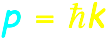 p = ℏk